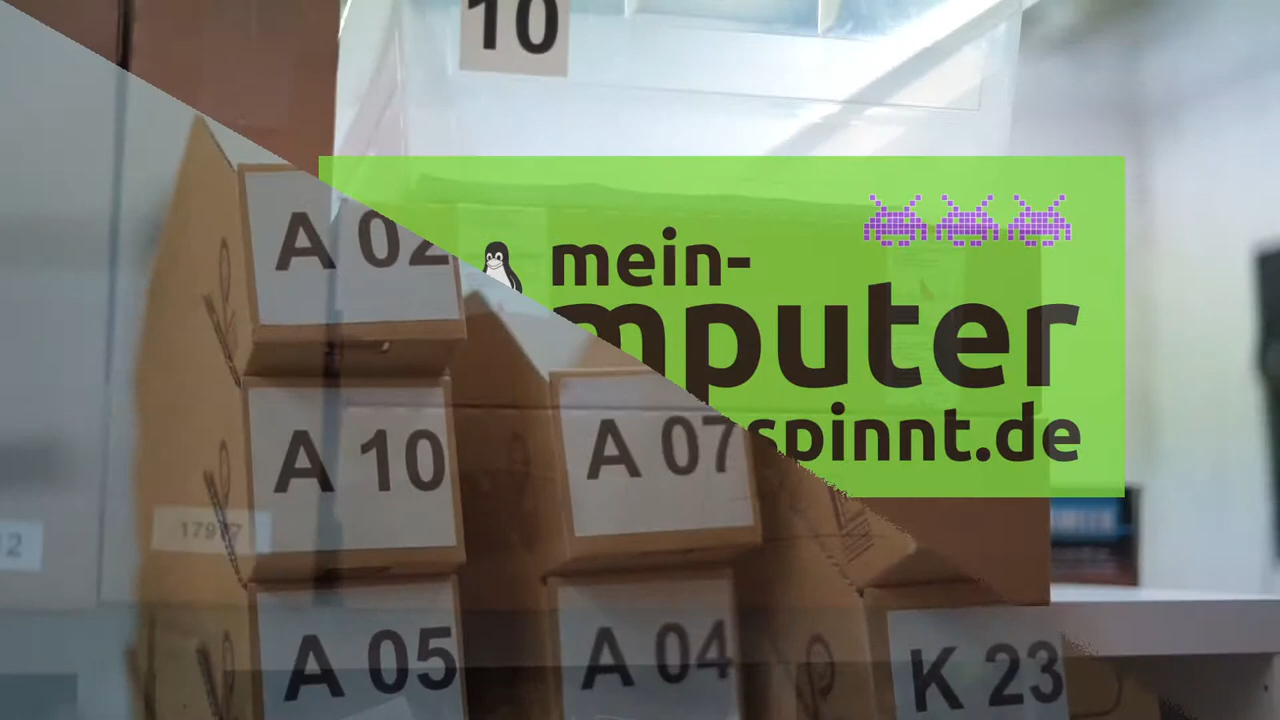 10
A 02
mein-
mputer
spinnt.de
A 10
A 07
12
A 05
A 04
K 23